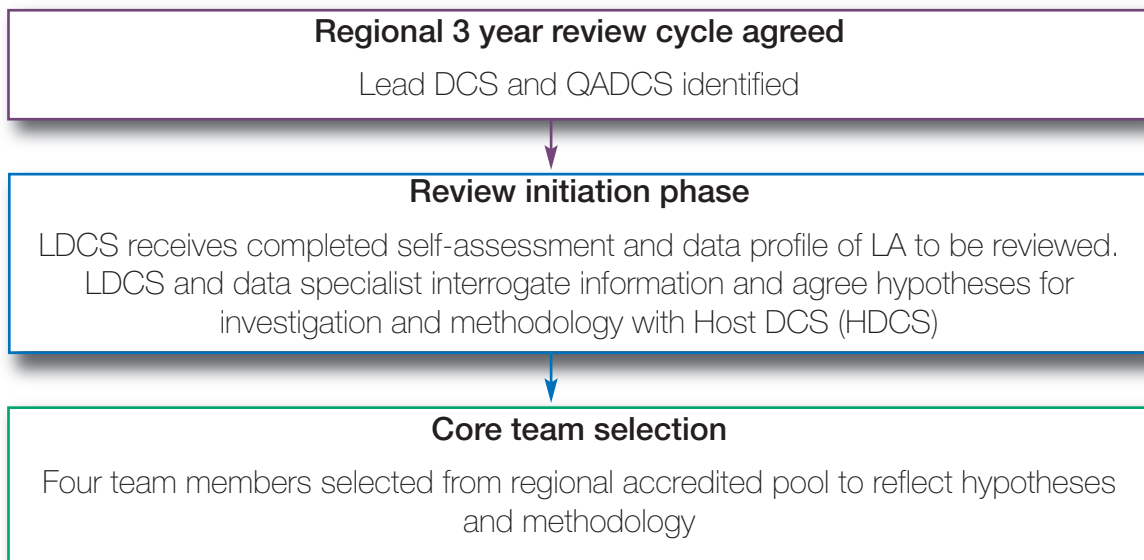 Regional 3 year review cycle agreed
Lead DCS and QADCS identified
Review initiation phase
LDCS receives completed self-assessment and data profile of LA to be reviewed.
LDCS and data specialist interrogate information and agree hypotheses for
investigation and methodology with Host DCS (HDCS)
Core team selection
Four team members selected from regional accredited pool to reflect hypotheses
and methodology